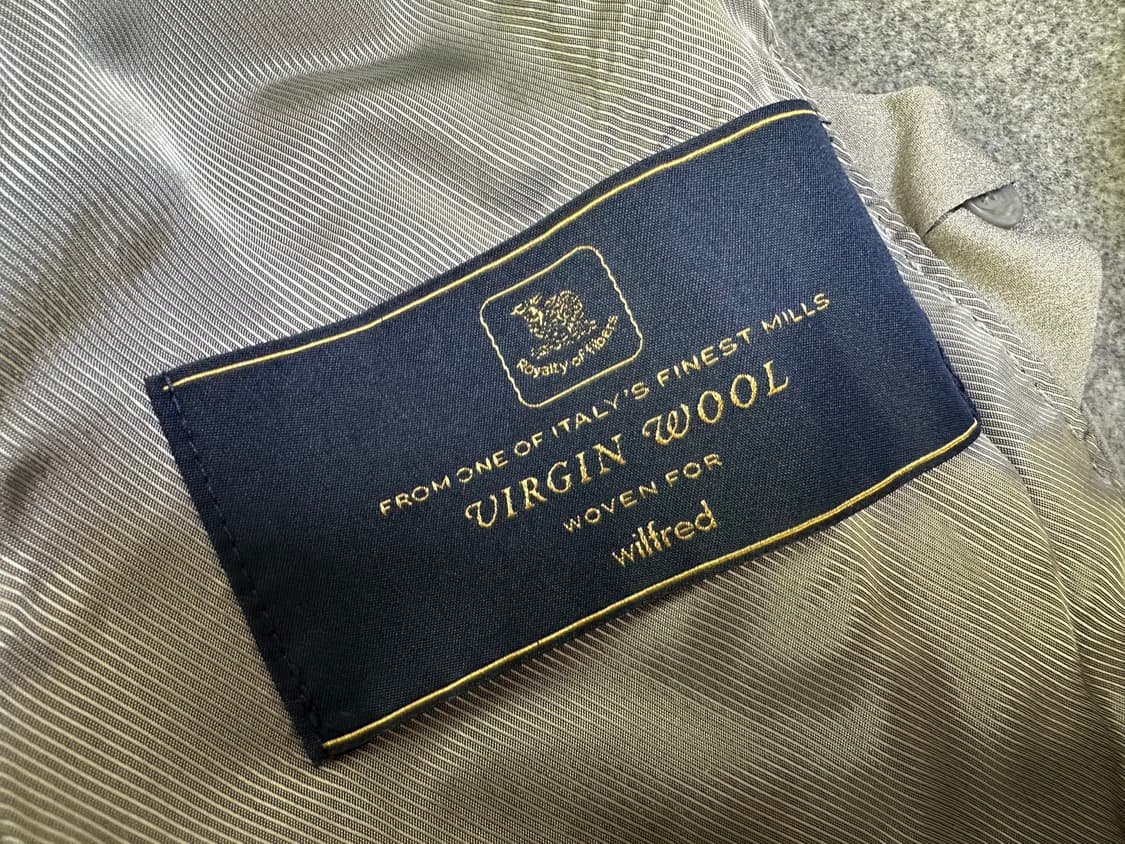 Royalty of fibers
FROM ONE OF ITALY'S FINEST MILLS
VIRGIN WOOL
WOVEN FOR
wilfred